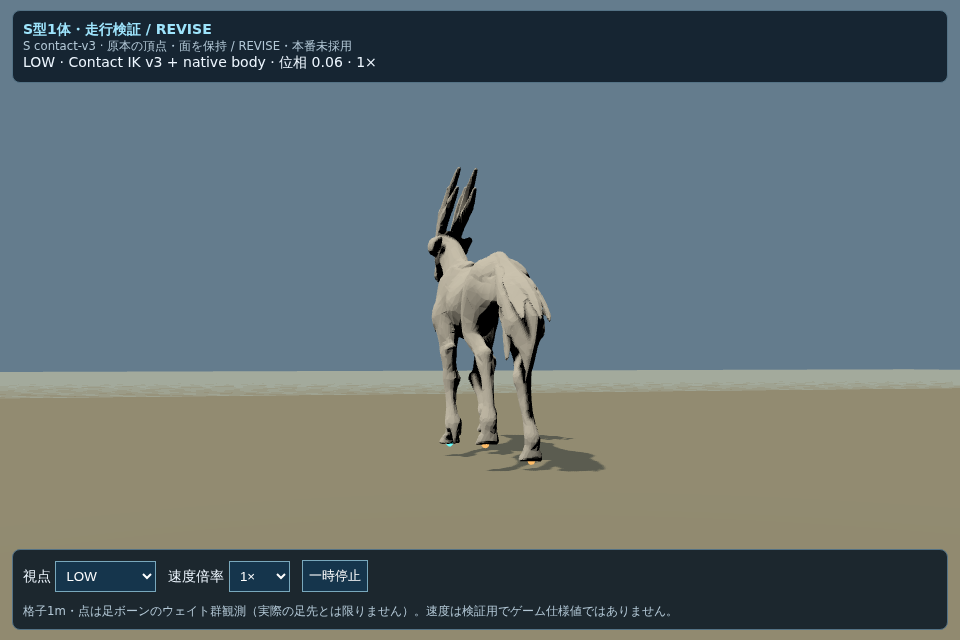 S型1体・走行検証 / REVISE
S contact-v3 · 原本の頂点・面を保持 / REVISE・本番未採用
LOW · Contact IK v3 + native body · 位相 0.06 · 1×
視点 LOW 速度倍率 1× 一時停止
格子1m・点は足ボーンのウェイト群観測（実際の足先とは限りません）。速度は検証用でゲーム仕様値ではありません。